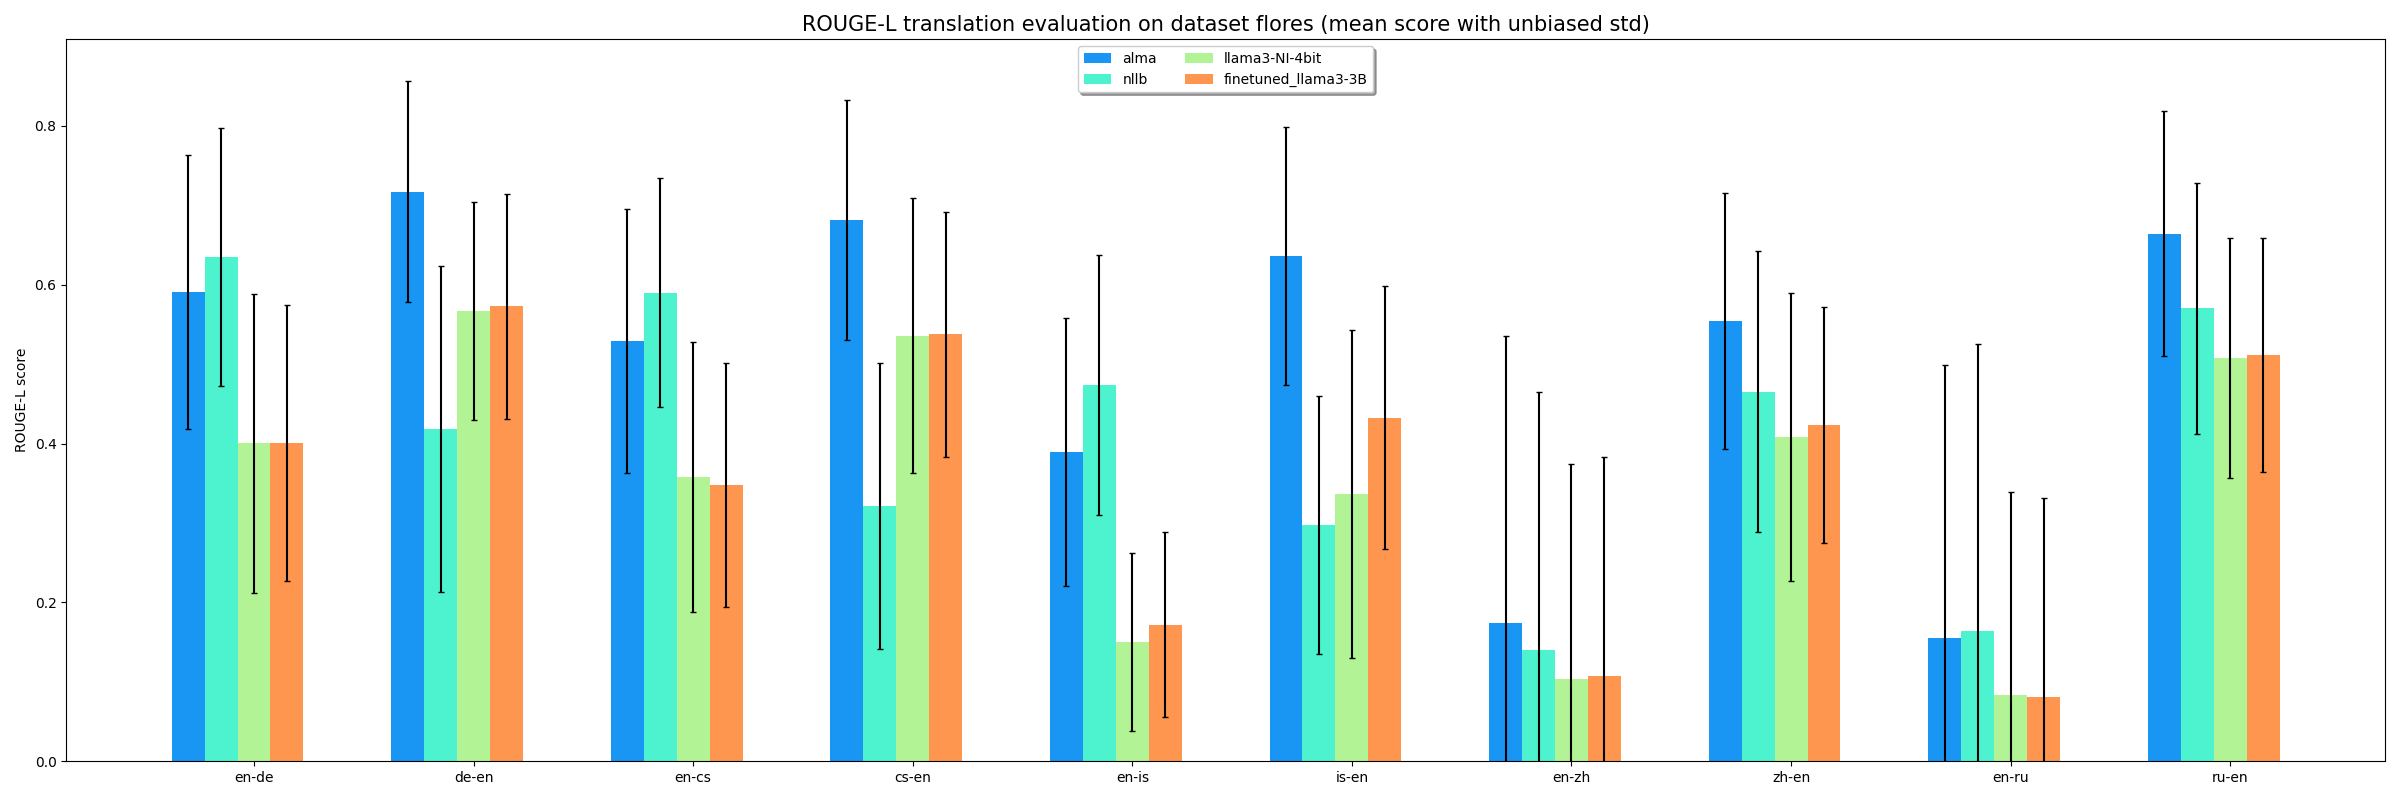 ROUGE-L translation evaluation on dataset flores (mean score with unbiased std)
alma
nllb
llama3-NI-4bit
finetuned_llama3-3B
ROUGE-L score
0.8
0.6
0.4
0.2
0.0
en-de de-en en-cs cs-en en-is is-en en-zh zh-en en-ru ru-en